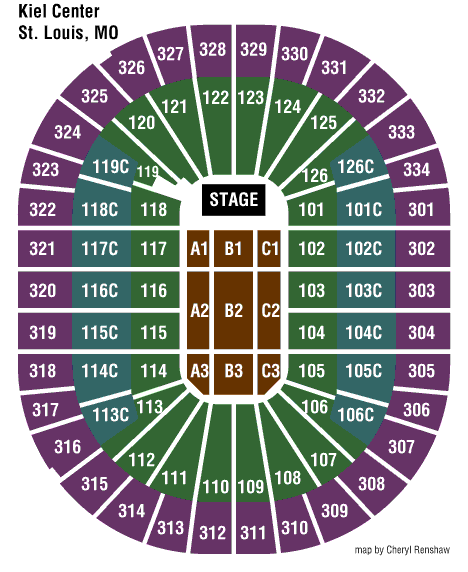 Kiel Center
St. Louis, MO
328 329
327 330
326 331
325 332
324 333
323 334
322 301
321 302
320 303
319 304
318 305
317 306
316 307
315 308
314 309
313 310
312 311
122 123
121 124
120 125
119 126
119C 126C
118C 118 101 101C
117C 117 102 102C
116C 116 103 103C
115C 115 104 104C
114C 114 105 105C
113C 113 106 106C
112 107
111 108
110 109
STAGE
A1 B1 C1
A2 B2 C2
A3 B3 C3
map by Cheryl Renshaw